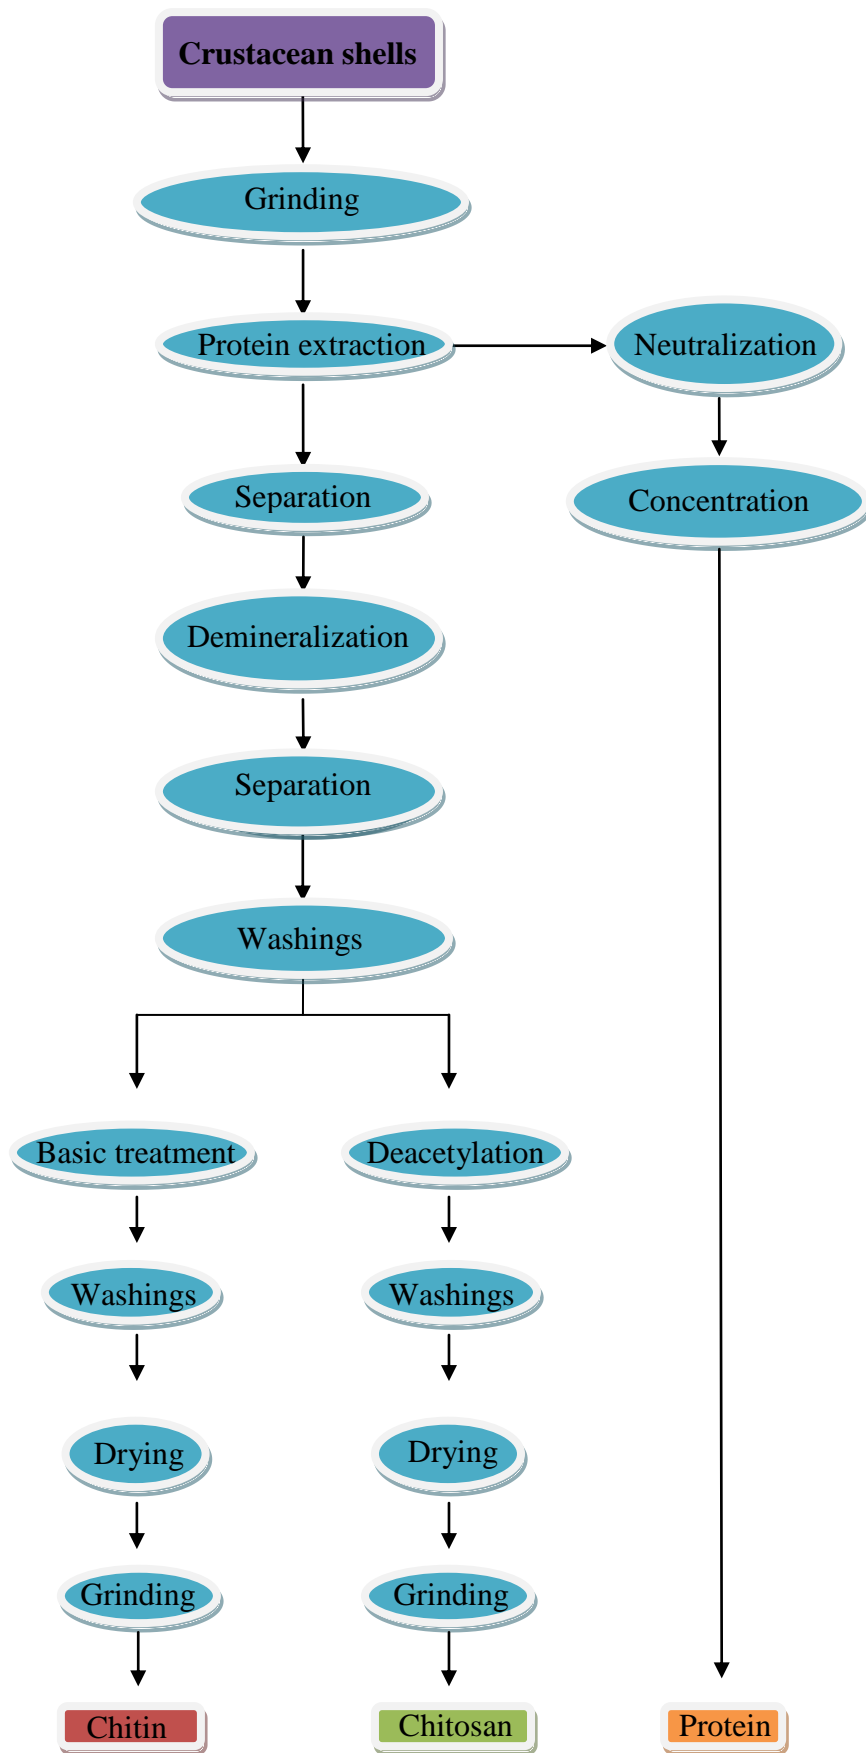 Crustacean shells
Grinding
Protein extraction
Neutralization
Separation
Concentration
Demineralization
Separation
Washings
Basic treatment
Deacetylation
Washings
Washings
Drying
Drying
Grinding
Grinding
Chitin
Chitosan
Protein